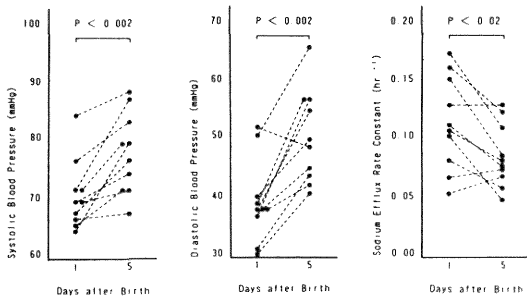 P < 0 002
100
90
80
70
60
Systolic Blood Pressure (mmHg)
1 5
Days after Birth
P < 0 002
70
60
50
40
30
Diastolic Blood Pressure (mmHg)
1 5
Days after Birth
P < 0 02
0 20
0 15
0 10
0 05
0 00
Sodium Efflux Rate Constant (hr⁻¹)
1 5
Days after Birth